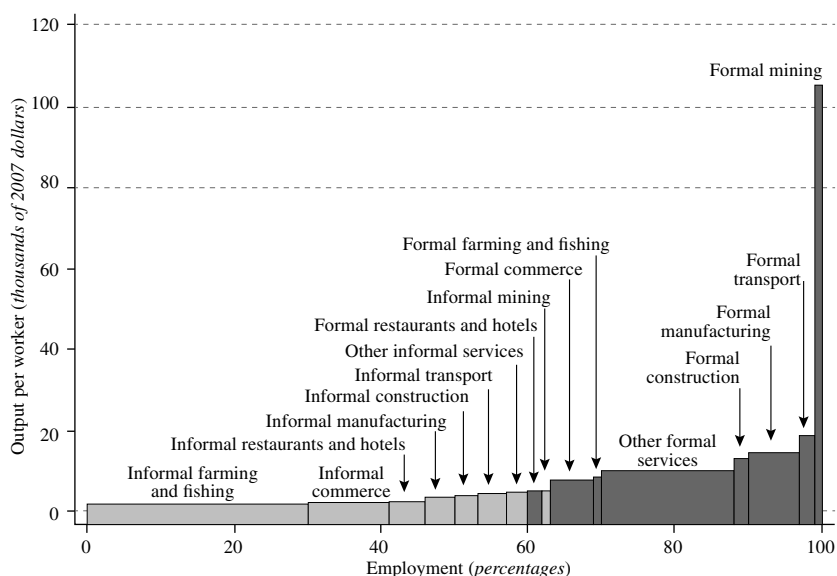 120
100
80
60
40
20
0
Output per worker (thousands of 2007 dollars)
Formal mining
Formal farming and fishing
Formal commerce
Informal mining
Formal restaurants and hotels
Other informal services
Informal transport
Informal construction
Informal manufacturing
Informal restaurants and hotels
Informal farming
and fishing
Informal
commerce
Other formal
services
Formal
construction
Formal
manufacturing
Formal
transport
0
20
40
60
80
100
Employment (percentages)